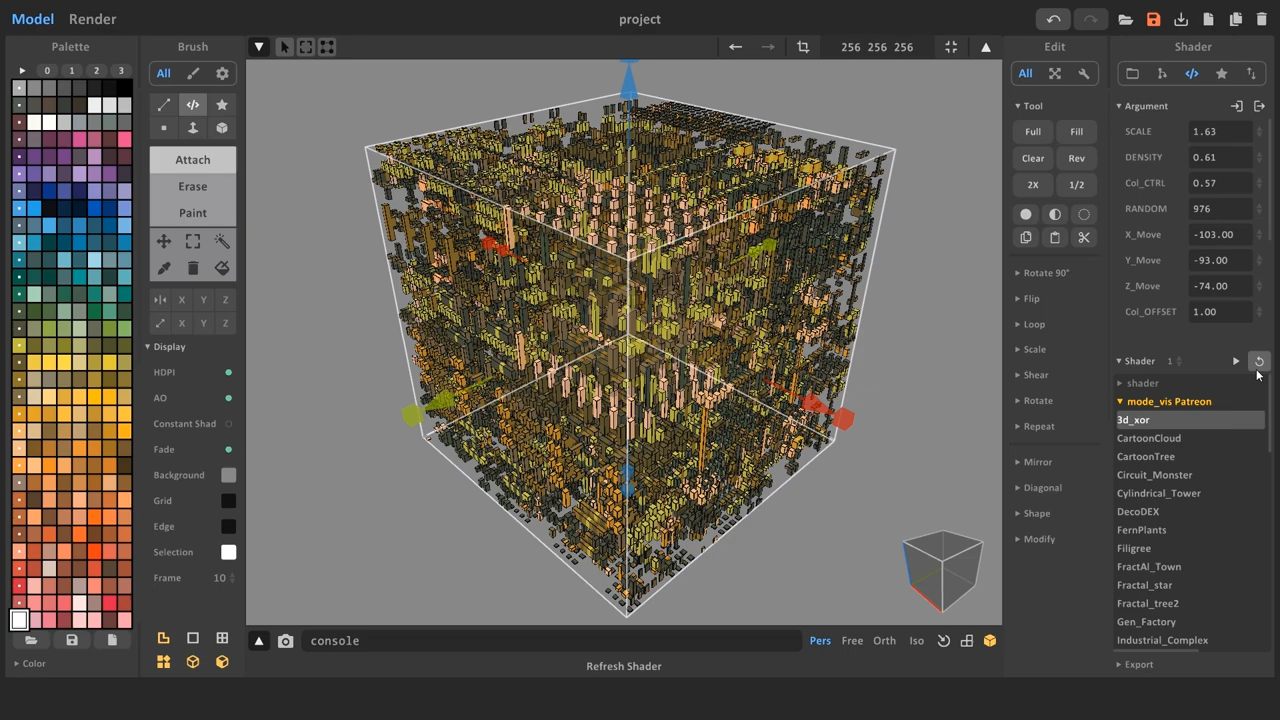 Model Render
project
Palette
0 1 2 3
Color
Brush
All
Attach
Erase
Paint
X Y Z
X Y Z
Display
HDPI
AO
Constant Shad
Fade
Background
Grid
Edge
Selection
Frame 10
256 256 256
console
Pers Free Orth Iso
Refresh Shader
Edit
All
Tool
Full Fill
Clear Rev
2X 1/2
Rotate 90°
Flip
Loop
Scale
Shear
Rotate
Repeat
Mirror
Diagonal
Shape
Modify
Shader
Argument
SCALE 1.63
DENSITY 0.61
Col_CTRL 0.57
RANDOM 976
X_Move -103.00
Y_Move -93.00
Z_Move -74.00
Col_OFFSET 1.00
Shader 1
shader
mode_vis Patreon
3d_xor
CartoonCloud
CartoonTree
Circuit_Monster
Cylindrical_Tower
DecoDEX
FernPlants
Filigree
FractAl_Town
Fractal_star
Fractal_tree2
Gen_Factory
Industrial_Complex
Export